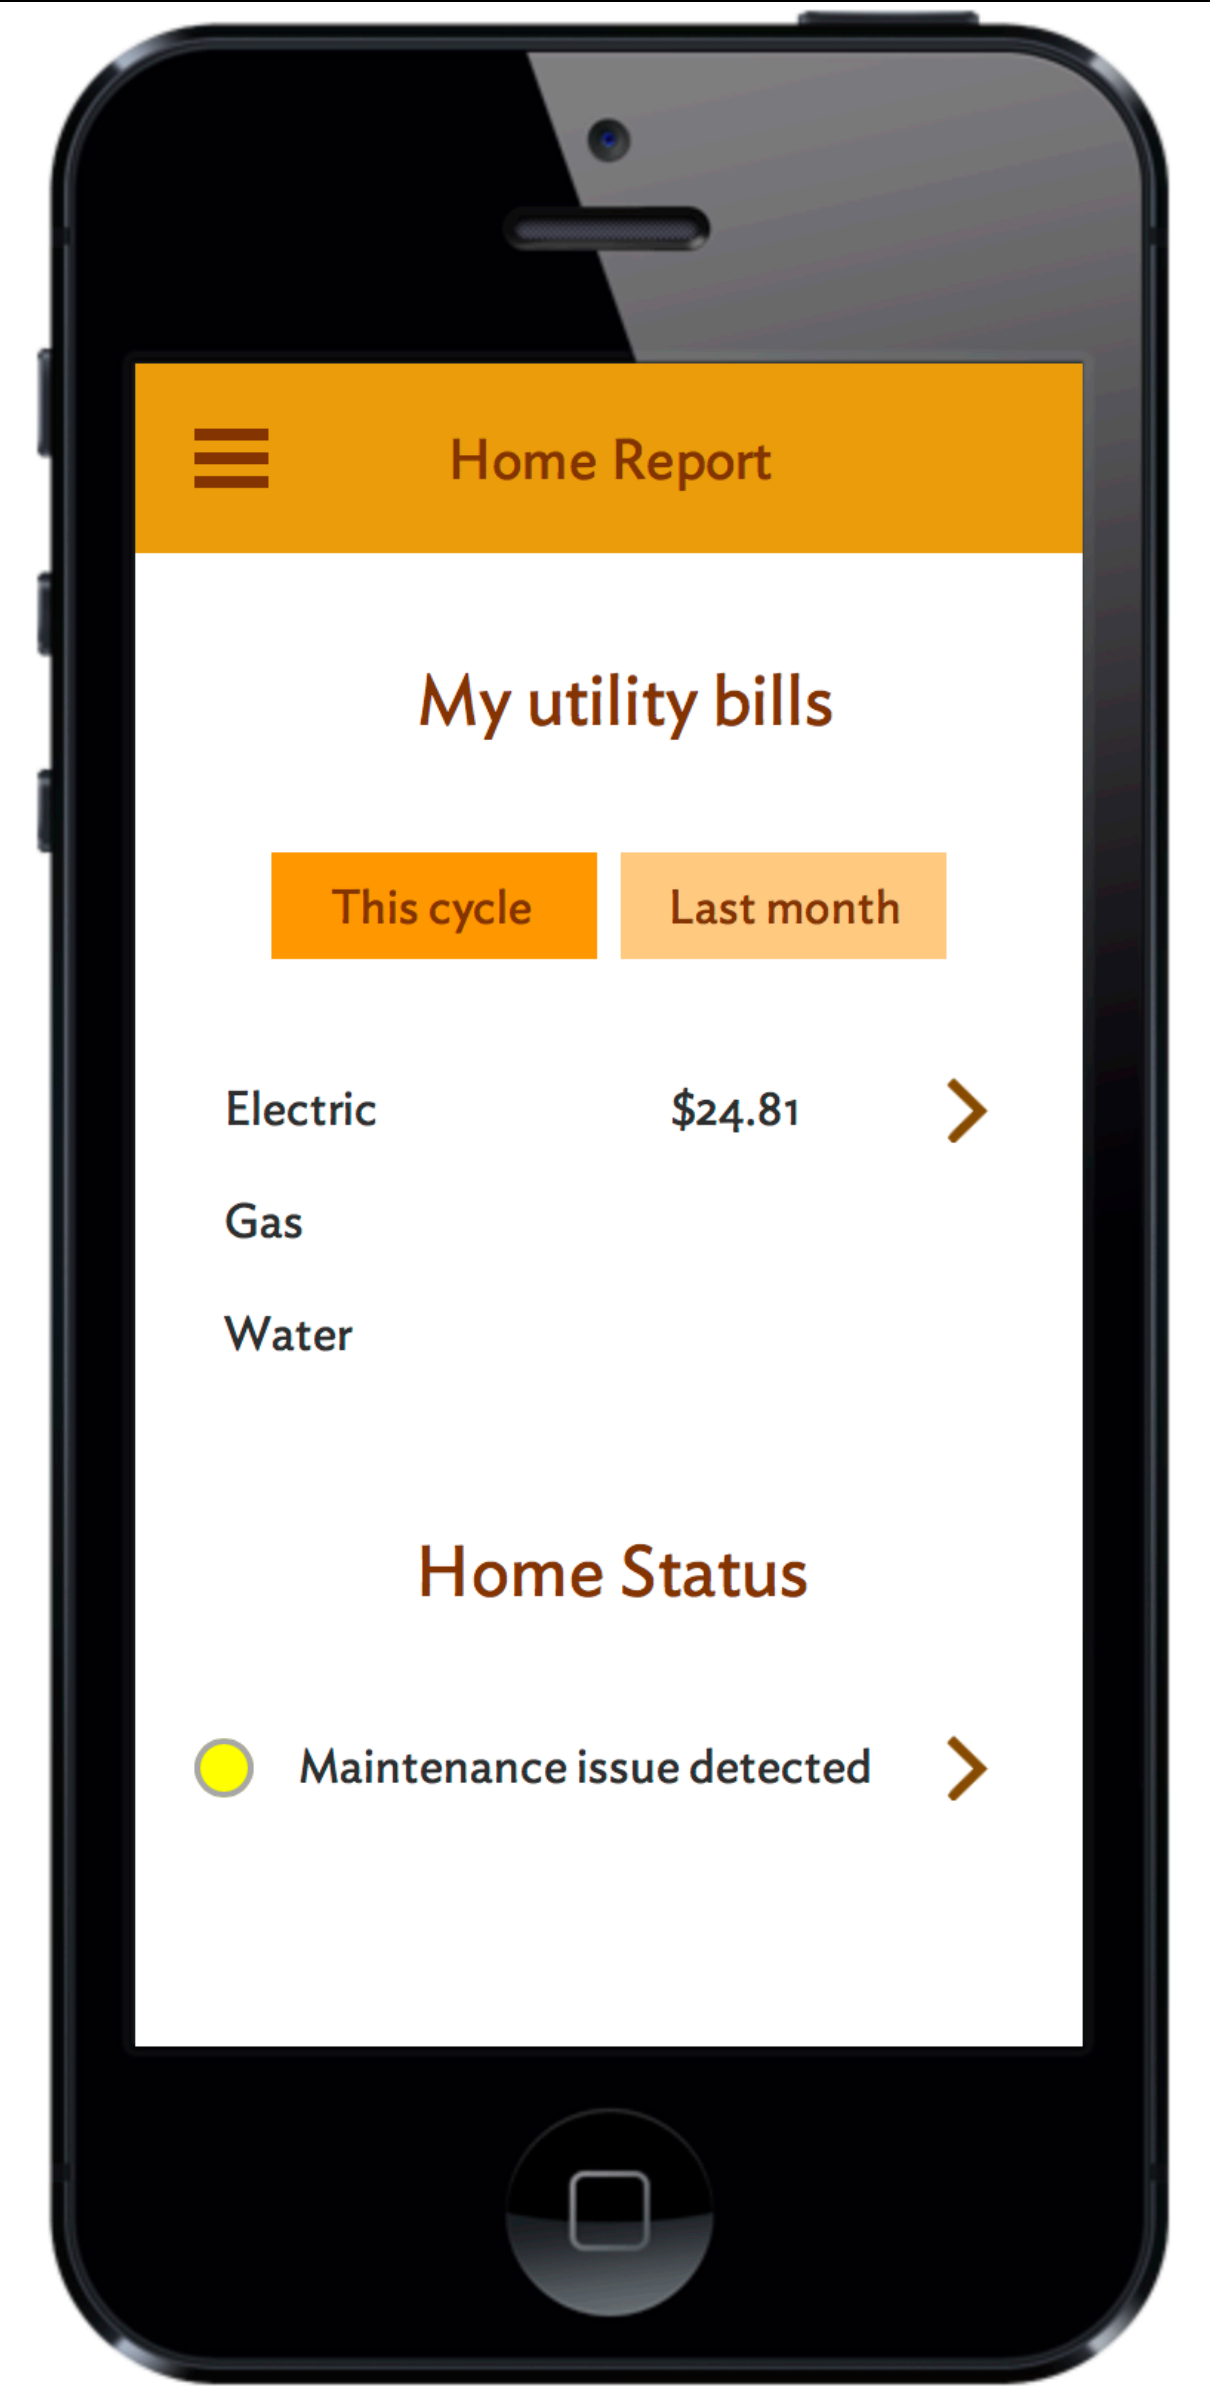 Home Report
My utility bills
This cycle Last month
Electric $24.81
Gas
Water
Home Status
Maintenance issue detected